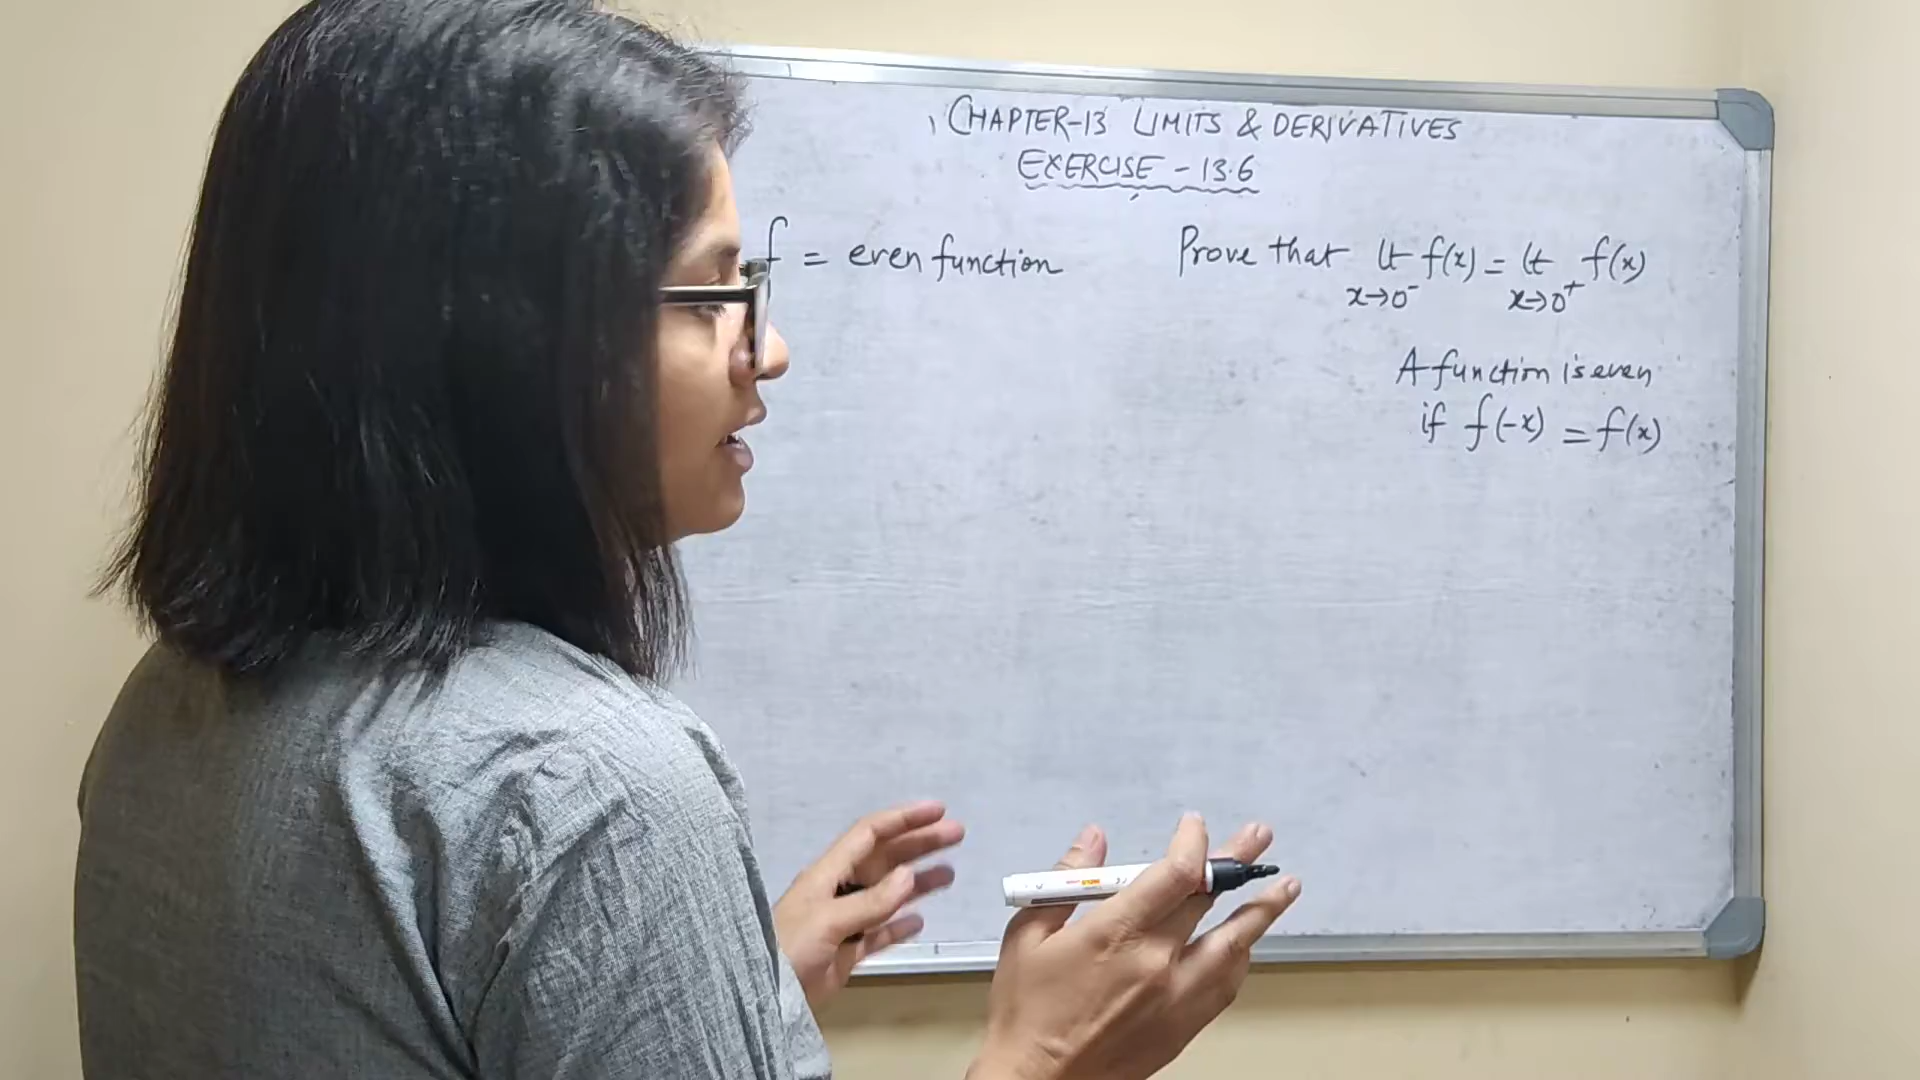 CHAPTER-13 LIMITS & DERIVATIVES
EXERCISE - 13.6
f = even function
Prove that lt f(x) = lt f(x)
x→0⁻ x→0⁺
A function is even
if f(-x) = f(x)